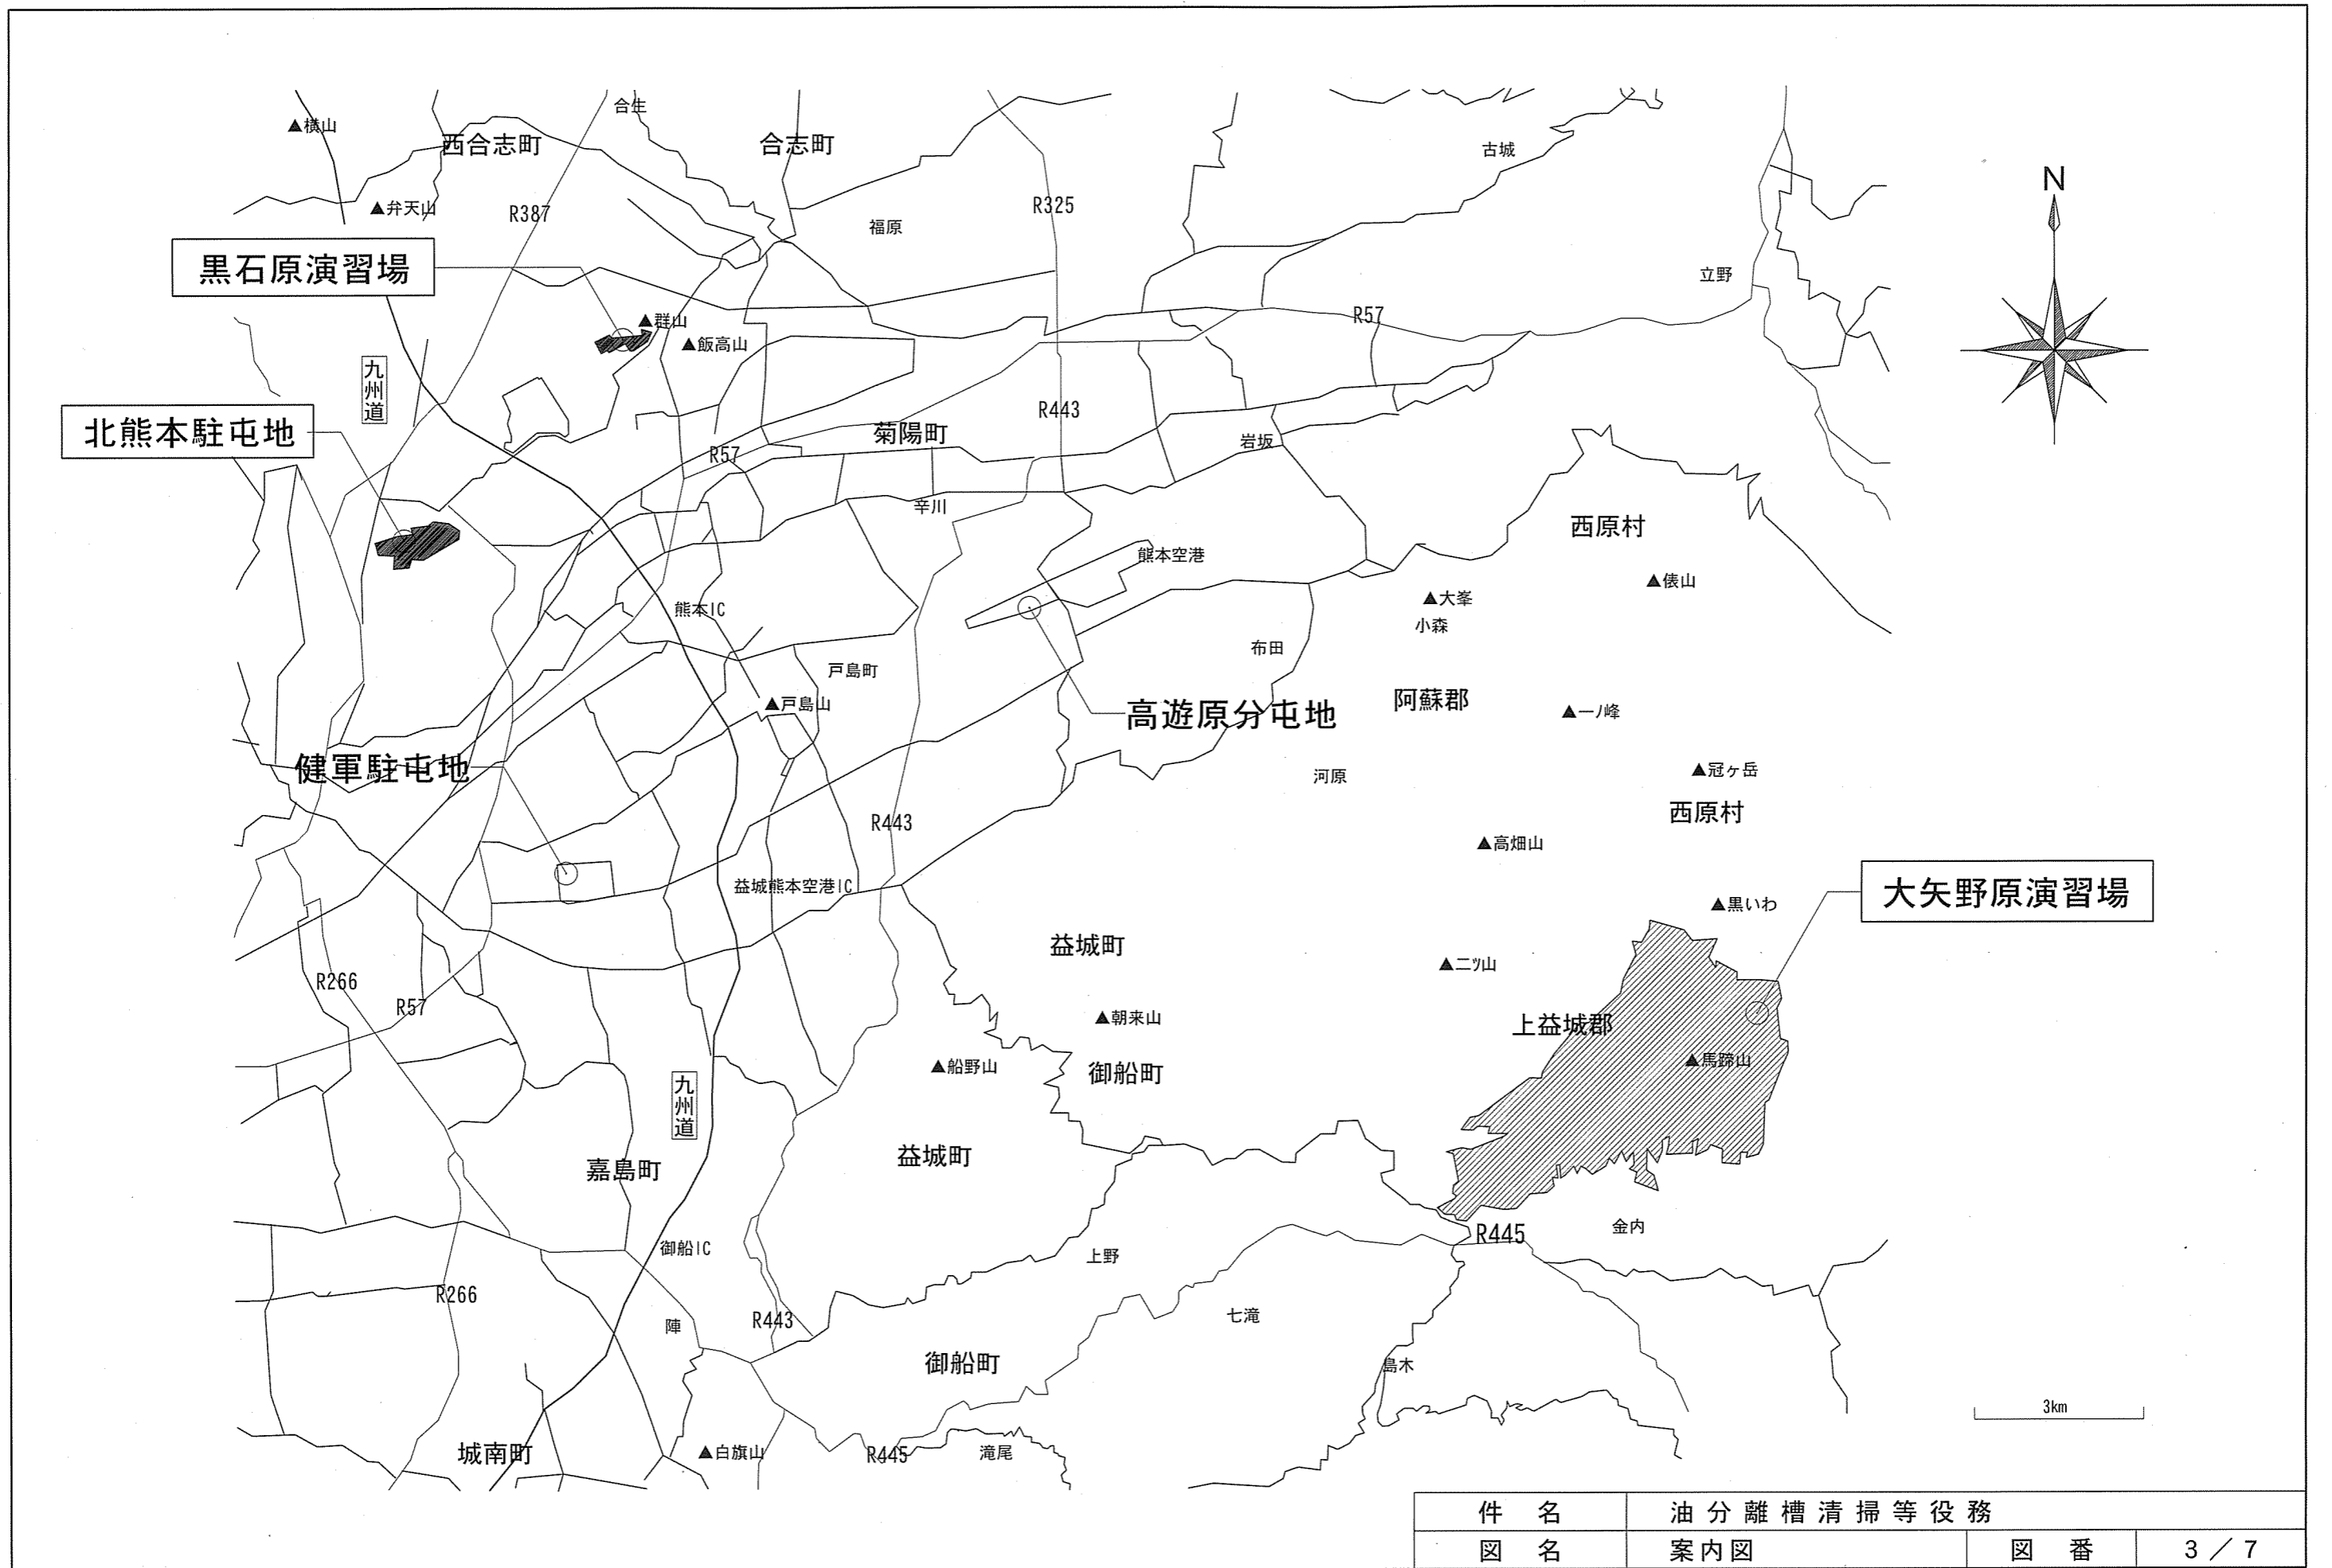 合生
▲横山
西合志町
合志町
古城
N
▲弁天山
R387
R325
福原
黒石原演習場
立野
▲群山
R57
▲飯高山
九州道
R443
北熊本駐屯地
菊陽町
岩坂
R57
辛川
西原村
熊本空港
▲俵山
▲大峯
熊本IC
小森
布田
戸島町
阿蘇郡
▲戸島山
高遊原分屯地
▲一ノ峰
健軍駐屯地
▲冠ヶ岳
河原
西原村
R443
▲高畑山
益城熊本空港IC
大矢野原演習場
▲黒いわ
益城町
▲二ツ山
R266
R57
▲朝来山
上益城郡
▲船野山
御船町
▲馬蹄山
九州道
益城町
嘉島町
金内
R445
御船IC
上野
R266
R443
陣
七滝
御船町
島木
3km
城南町
▲白旗山
R445
滝尾
件 名 油分離槽清掃等役務
図 名 案内図 図 番 3／7